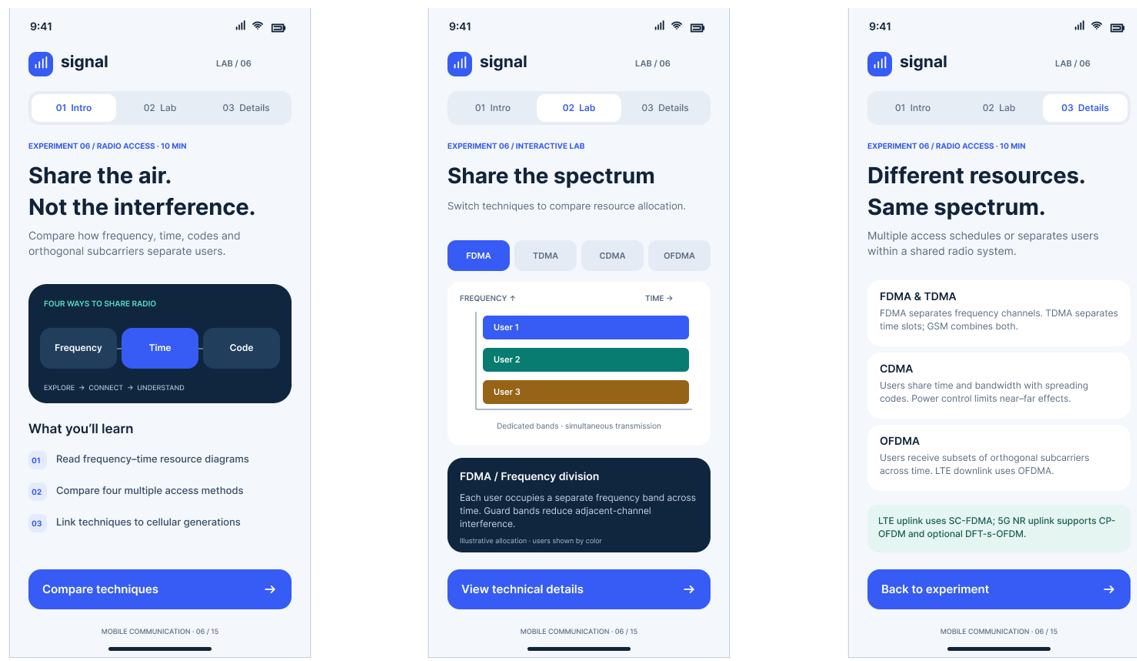 9:41
signal
LAB / 06
01 Intro
02 Lab
03 Details
EXPERIMENT 06 / RADIO ACCESS · 10 MIN
Share the air.
Not the interference.
Compare how frequency, time, codes and
orthogonal subcarriers separate users.
FOUR WAYS TO SHARE RADIO
Frequency
Time
Code
EXPLORE → CONNECT → UNDERSTAND
What you’ll learn
01 Read frequency–time resource diagrams
02 Compare four multiple access methods
03 Link techniques to cellular generations
Compare techniques →
MOBILE COMMUNICATION · 06 / 15
9:41
signal
LAB / 06
01 Intro
02 Lab
03 Details
EXPERIMENT 06 / INTERACTIVE LAB
Share the spectrum
Switch techniques to compare resource allocation.
FDMA
TDMA
CDMA
OFDMA
FREQUENCY ↑
TIME →
User 1
User 2
User 3
Dedicated bands · simultaneous transmission
FDMA / Frequency division
Each user occupies a separate frequency band across
time. Guard bands reduce adjacent-channel
interference.
Illustrative allocation · users shown by color
View technical details →
MOBILE COMMUNICATION · 06 / 15
9:41
signal
LAB / 06
01 Intro
02 Lab
03 Details
EXPERIMENT 06 / RADIO ACCESS · 10 MIN
Different resources.
Same spectrum.
Multiple access schedules or separates users
within a shared radio system.
FDMA & TDMA
FDMA separates frequency channels. TDMA separates
time slots; GSM combines both.
CDMA
Users share time and bandwidth with spreading
codes. Power control limits near–far effects.
OFDMA
Users receive subsets of orthogonal subcarriers
across time. LTE downlink uses OFDMA.
LTE uplink uses SC-FDMA; 5G NR uplink supports CP-
OFDM and optional DFT-s-OFDM.
Back to experiment →
MOBILE COMMUNICATION · 06 / 15